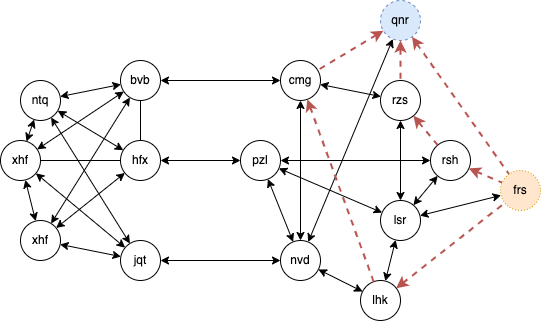 qnr
bvb
cmg
ntq
rzs
xhf
hfx
pzl
rsh
frs
xhf
lsr
jqt
nvd
lhk